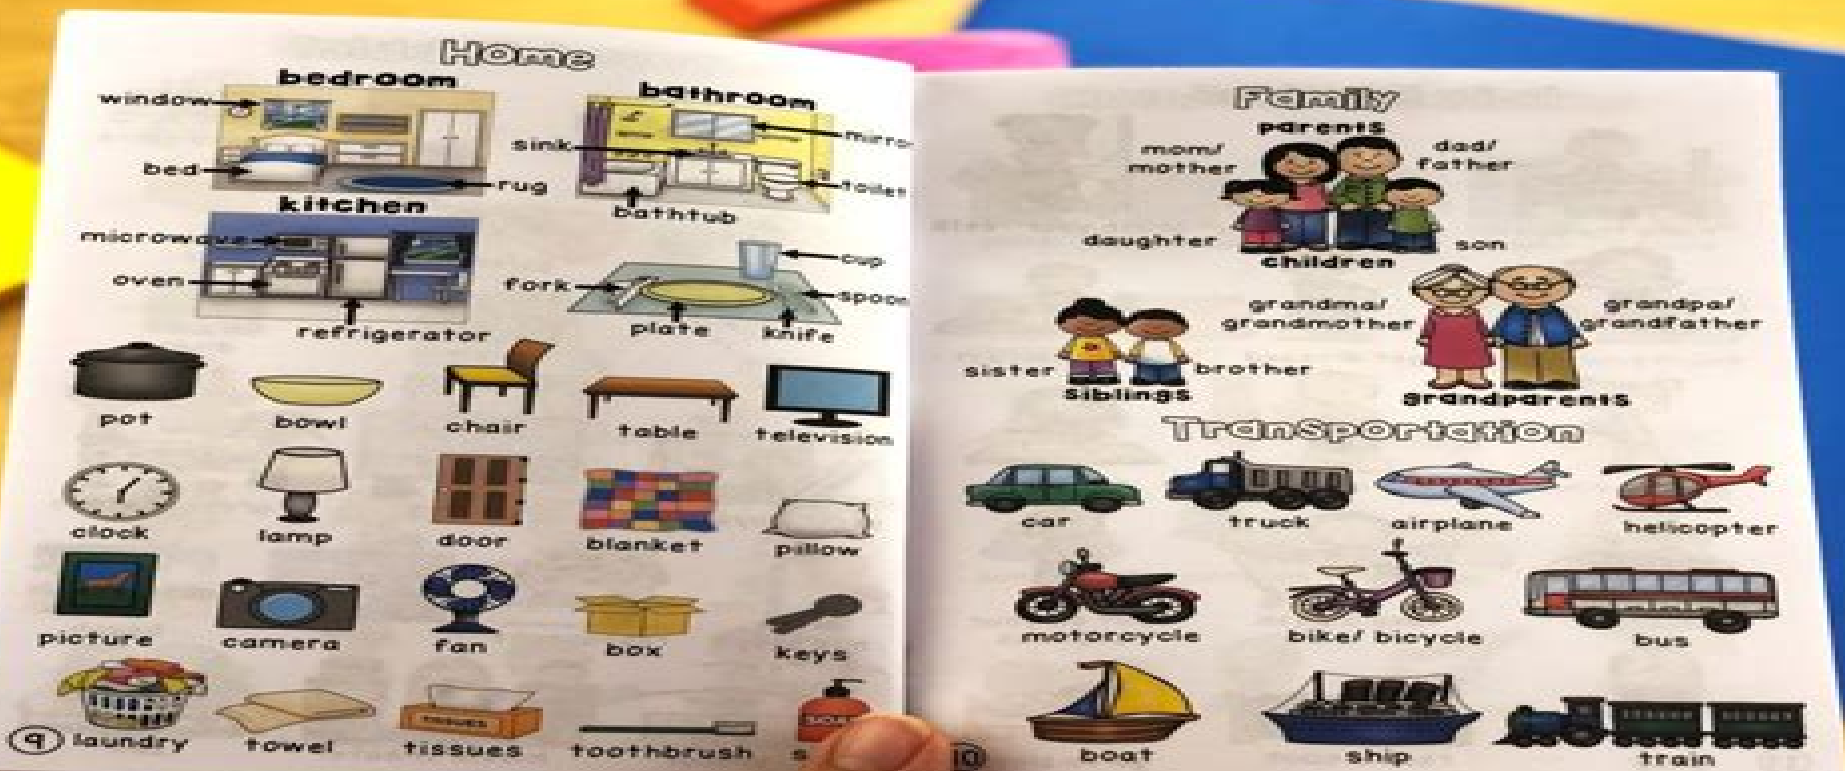 Home
bedroom
window
bed
rug
bathroom
sink
mirro
toilet
bathtub
kitchen
microwave
oven
refrigerator
fork
cup
spoon
plate
knife
pot bowl chair table television
clock lamp door blanket pillow
picture camera fan box keys
TISSUES
SOAP
laundry towel tissues toothbrush s
9
Family
parents
mom/
mother
dad/
father
daughter
son
children
sister
brother
siblings
grandma/
grandmother
grandpa/
grandfather
grandparents
Transportation
car truck airplane helicopter
motorcycle bike/ bicycle bus
boat ship train
10